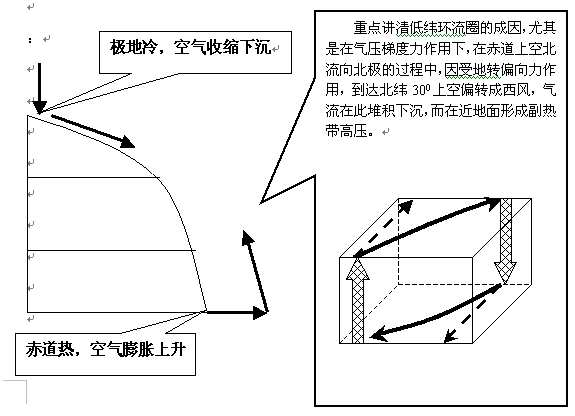 极地冷，空气收缩下沉
：
重点讲清低纬环流圈的成因，尤其
是在气压梯度力作用下，在赤道上空北
流向北极的过程中，因受地转偏向力作
用，到达北纬30⁰上空偏转成西风，气
流在此堆积下沉，而在近地面形成副热
带高压。
赤道热，空气膨胀上升